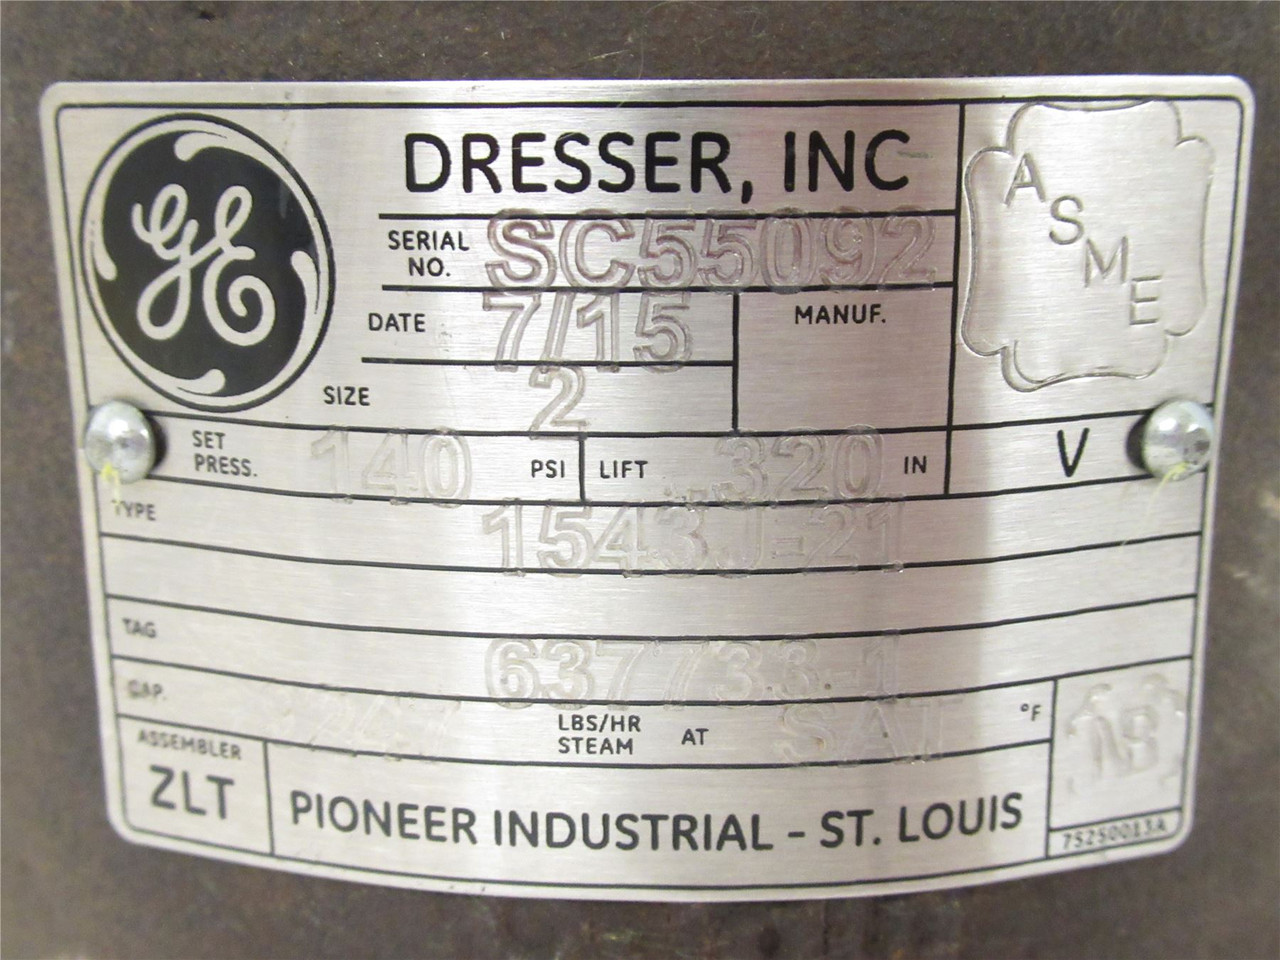 GE
DRESSER, INC
ASME
SERIAL NO. SC55092
DATE 7/15
MANUF.
SIZE 2
SET PRESS. 140 PSI
LIFT .320 IN
V
TYPE 1543J-21
TAG 637733-1
CAP. LBS/HR STEAM AT SAT °F
NB
ASSEMBLER
ZLT
PIONEER INDUSTRIAL - ST. LOUIS
75250013A